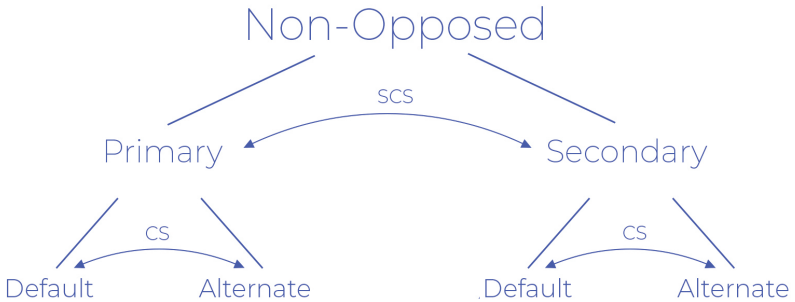 Non-Opposed
SCS
Primary
Secondary
CS
CS
Default
Alternate
.Default
Alternate